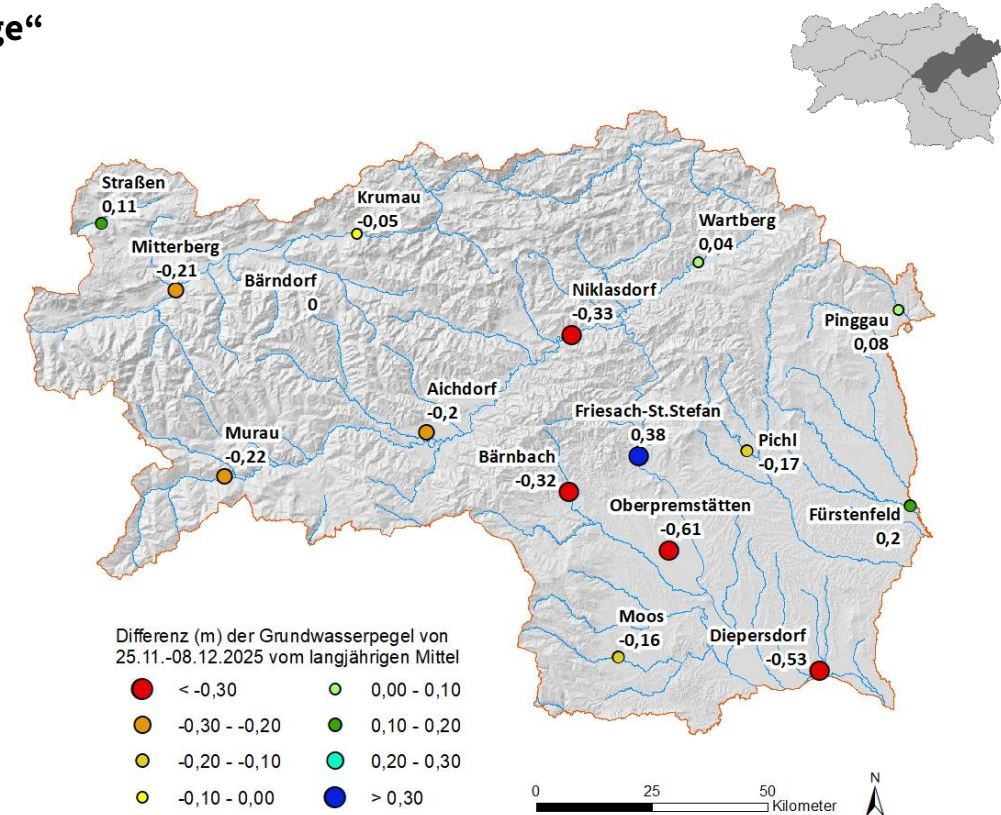 ge“
Straßen
0,11
Krumau
-0,05
Wartberg
0,04
Mitterberg
-0,21
Bärndorf
0
Niklasdorf
-0,33
Pinggau
0,08
Aichdorf
-0,2
Friesach-St.Stefan
0,38
Murau
-0,22
Pichl
-0,17
Bärnbach
-0,32
Oberpremstätten
-0,61
Fürstenfeld
0,2
Moos
-0,16
Diepersdorf
-0,53
Differenz (m) der Grundwasserpegel von
25.11.-08.12.2025 vom langjährigen Mittel
< -0,30
-0,30 - -0,20
-0,20 - -0,10
-0,10 - 0,00
0,00 - 0,10
0,10 - 0,20
0,20 - 0,30
> 0,30
0 25 50
Kilometer
N